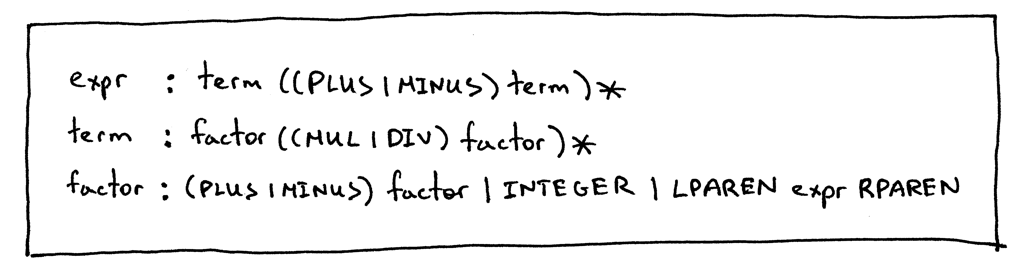 expr : term ((PLUS | MINUS) term)*
term : factor ((MUL | DIV) factor)*
factor : (PLUS | MINUS) factor | INTEGER | LPAREN expr RPAREN